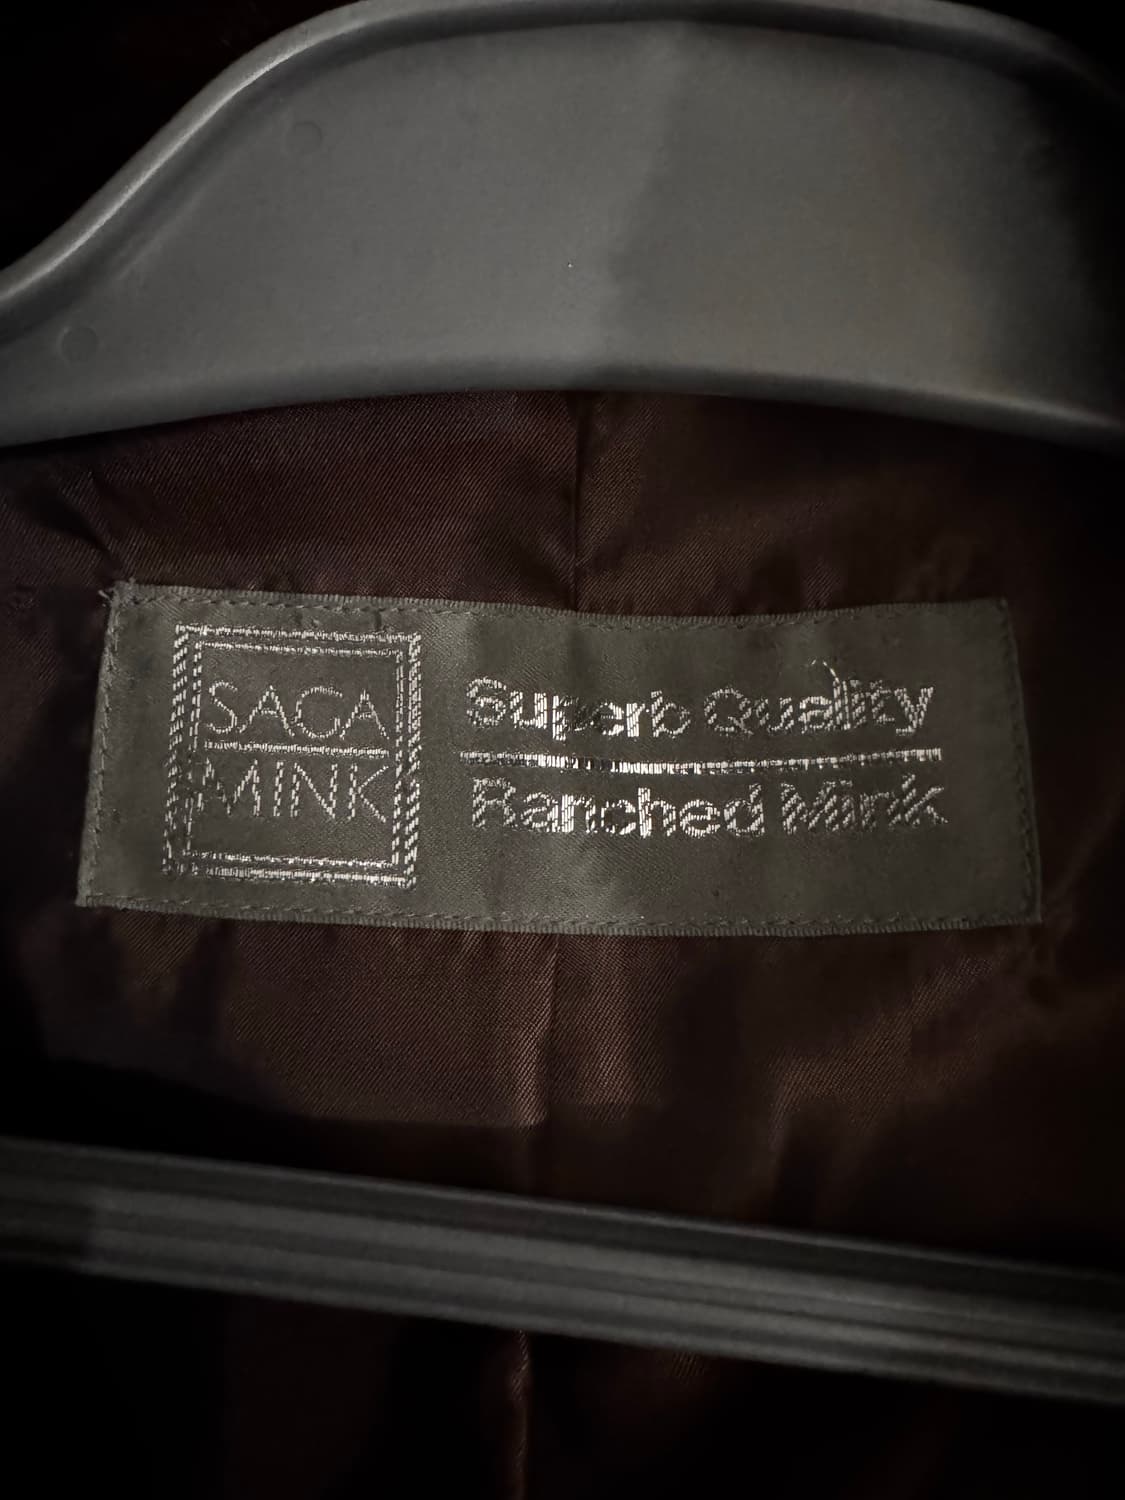 SAGA
MINK
Superb Quality
Ranched Mink